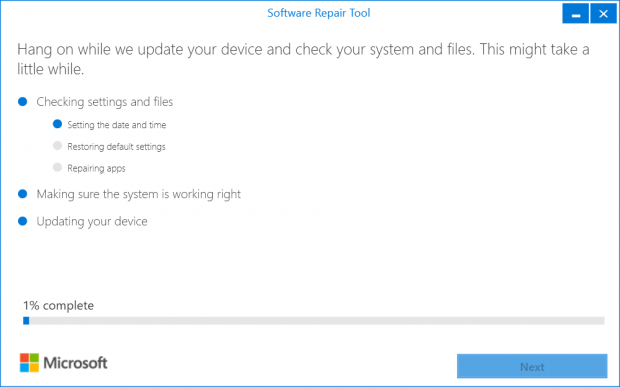 Software Repair Tool
Hang on while we update your device and check your system and files. This might take a
little while.
Checking settings and files
Setting the date and time
Restoring default settings
Repairing apps
Making sure the system is working right
Updating your device
1% complete
Microsoft
Next